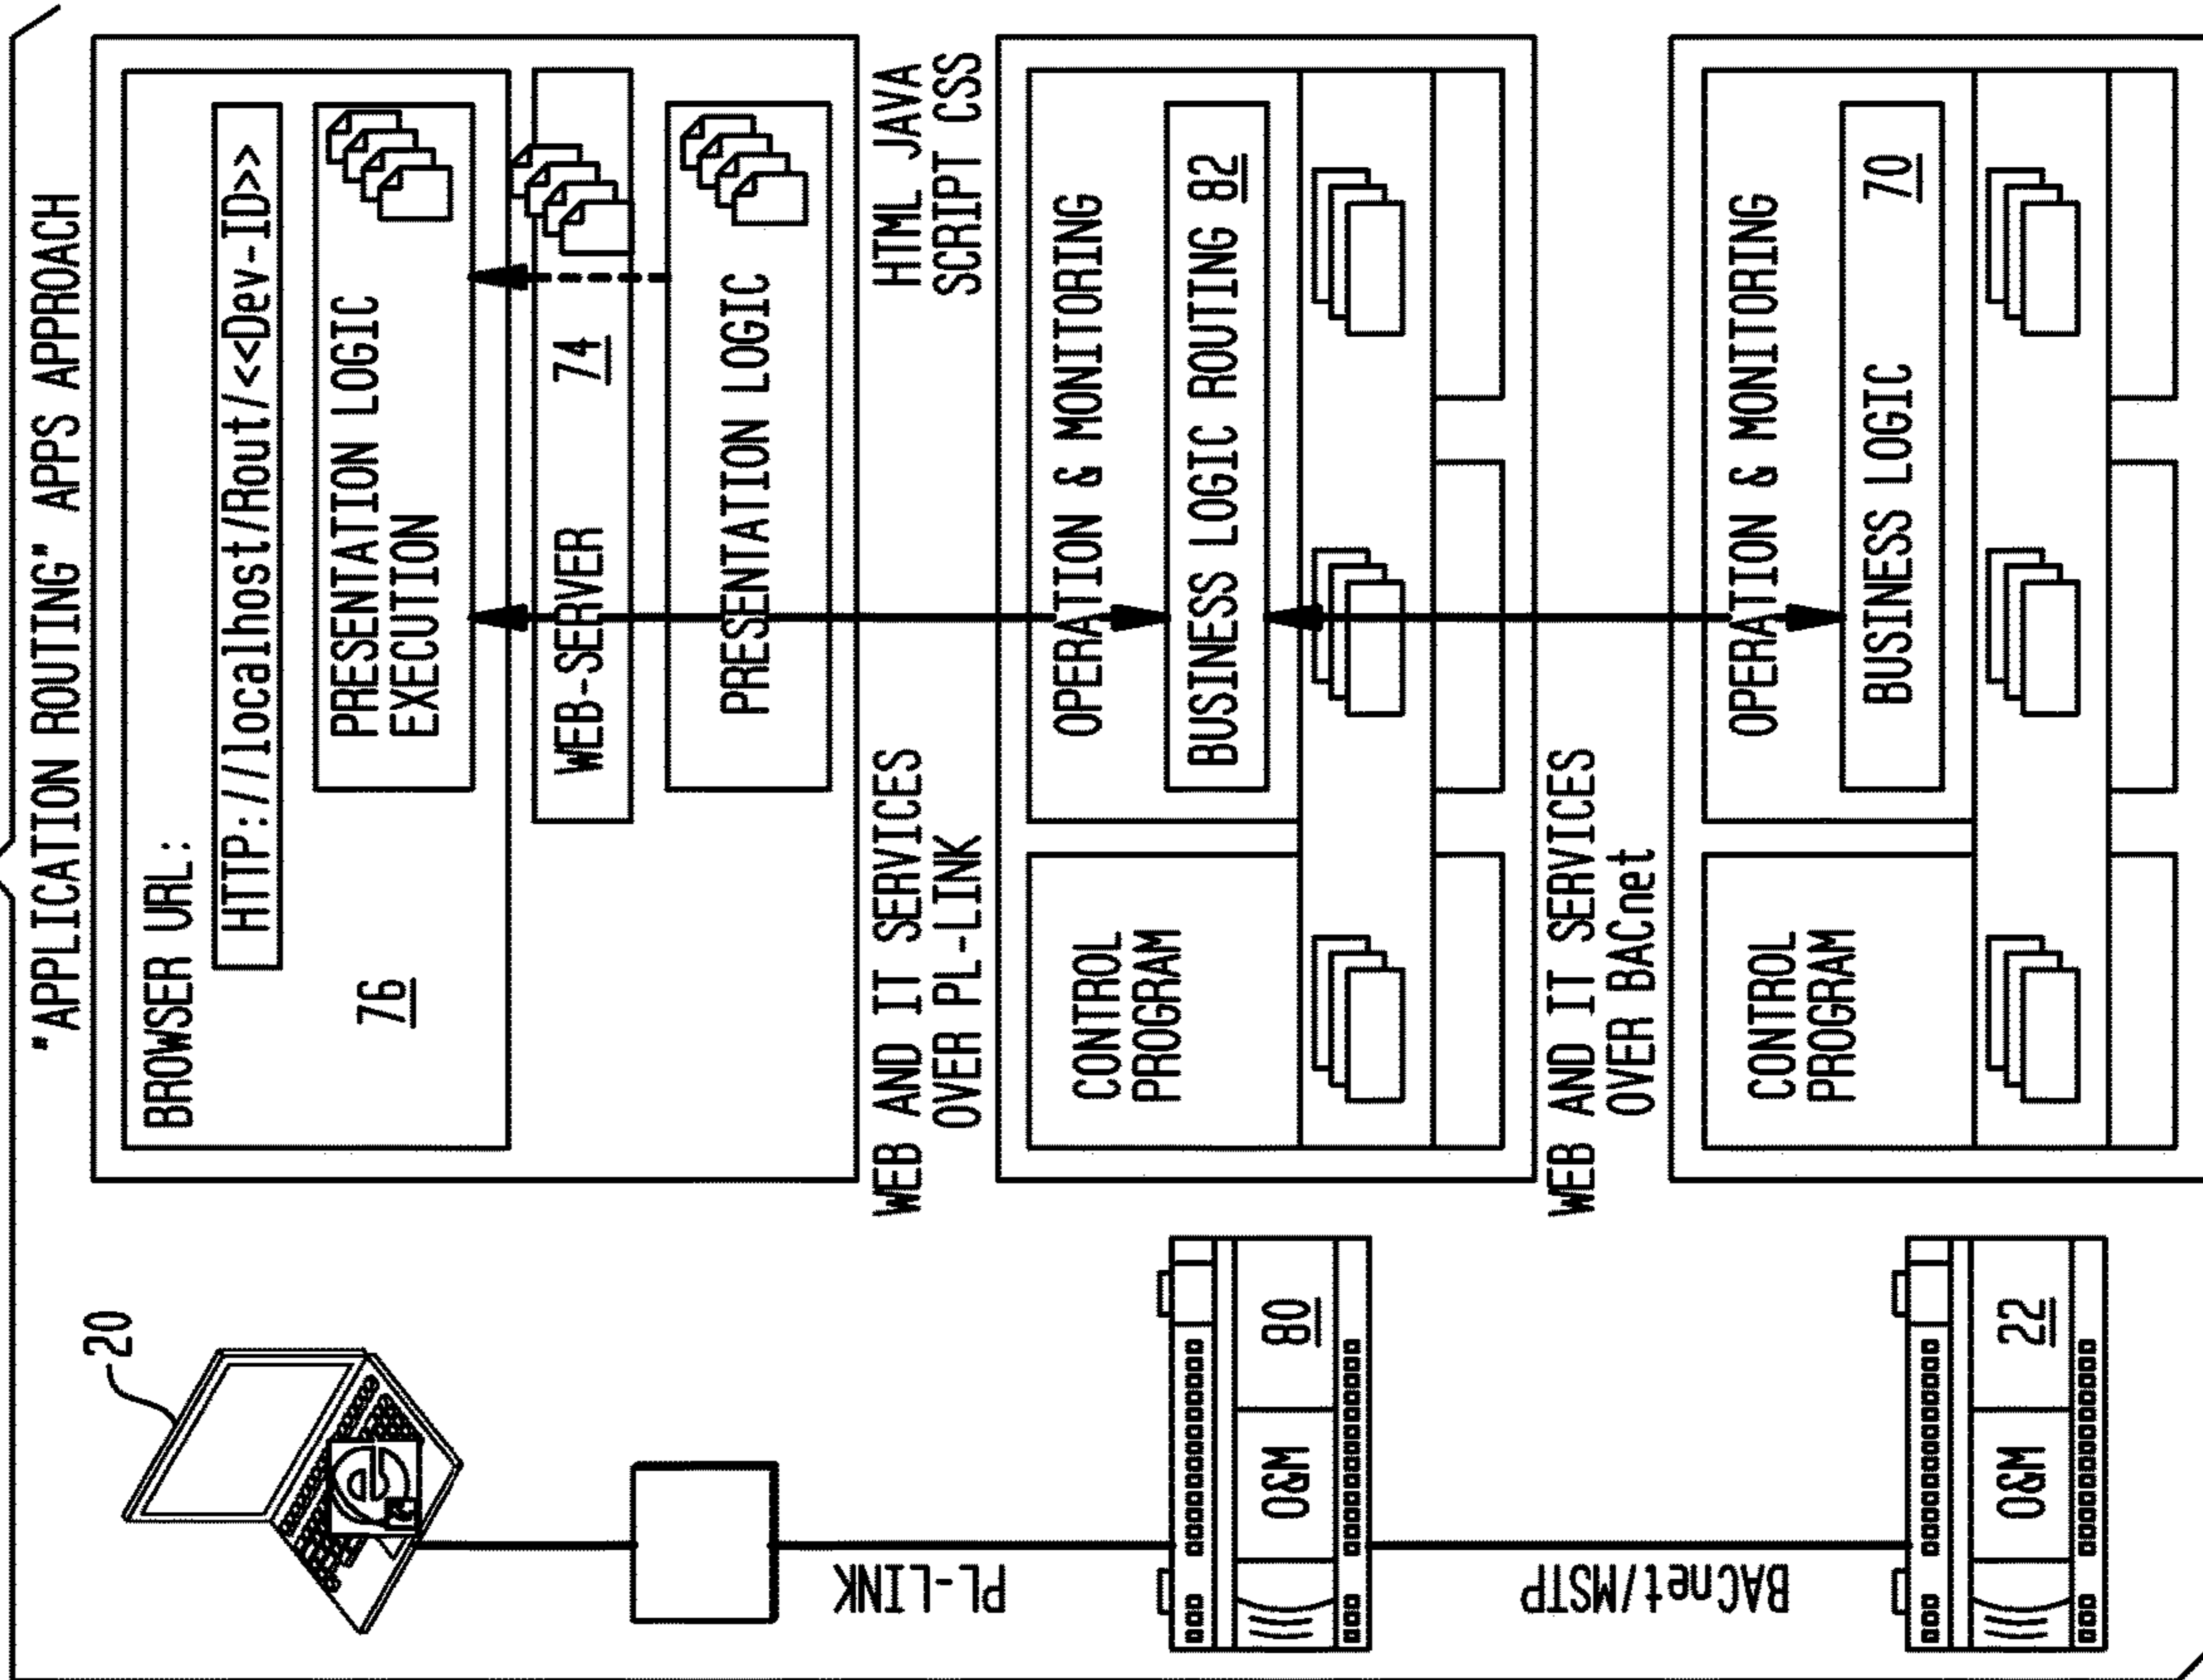 "APPLICATION ROUTING" APPS APPROACH
20
BROWSER URL:
HTTP://localhost/Rout/<<Dev-ID>>
76
PRESENTATION LOGIC
EXECUTION
WEB-SERVER 74
PRESENTATION LOGIC
PL-LINK
WEB AND IT SERVICES
OVER PL-LINK
HTML JAVA
SCRIPT CSS
O&M 80
CONTROL
PROGRAM
OPERATION & MONITORING
BUSINESS LOGIC ROUTING 82
BACnet/MSTP
WEB AND IT SERVICES
OVER BACnet
O&M 22
CONTROL
PROGRAM
OPERATION & MONITORING
BUSINESS LOGIC 70